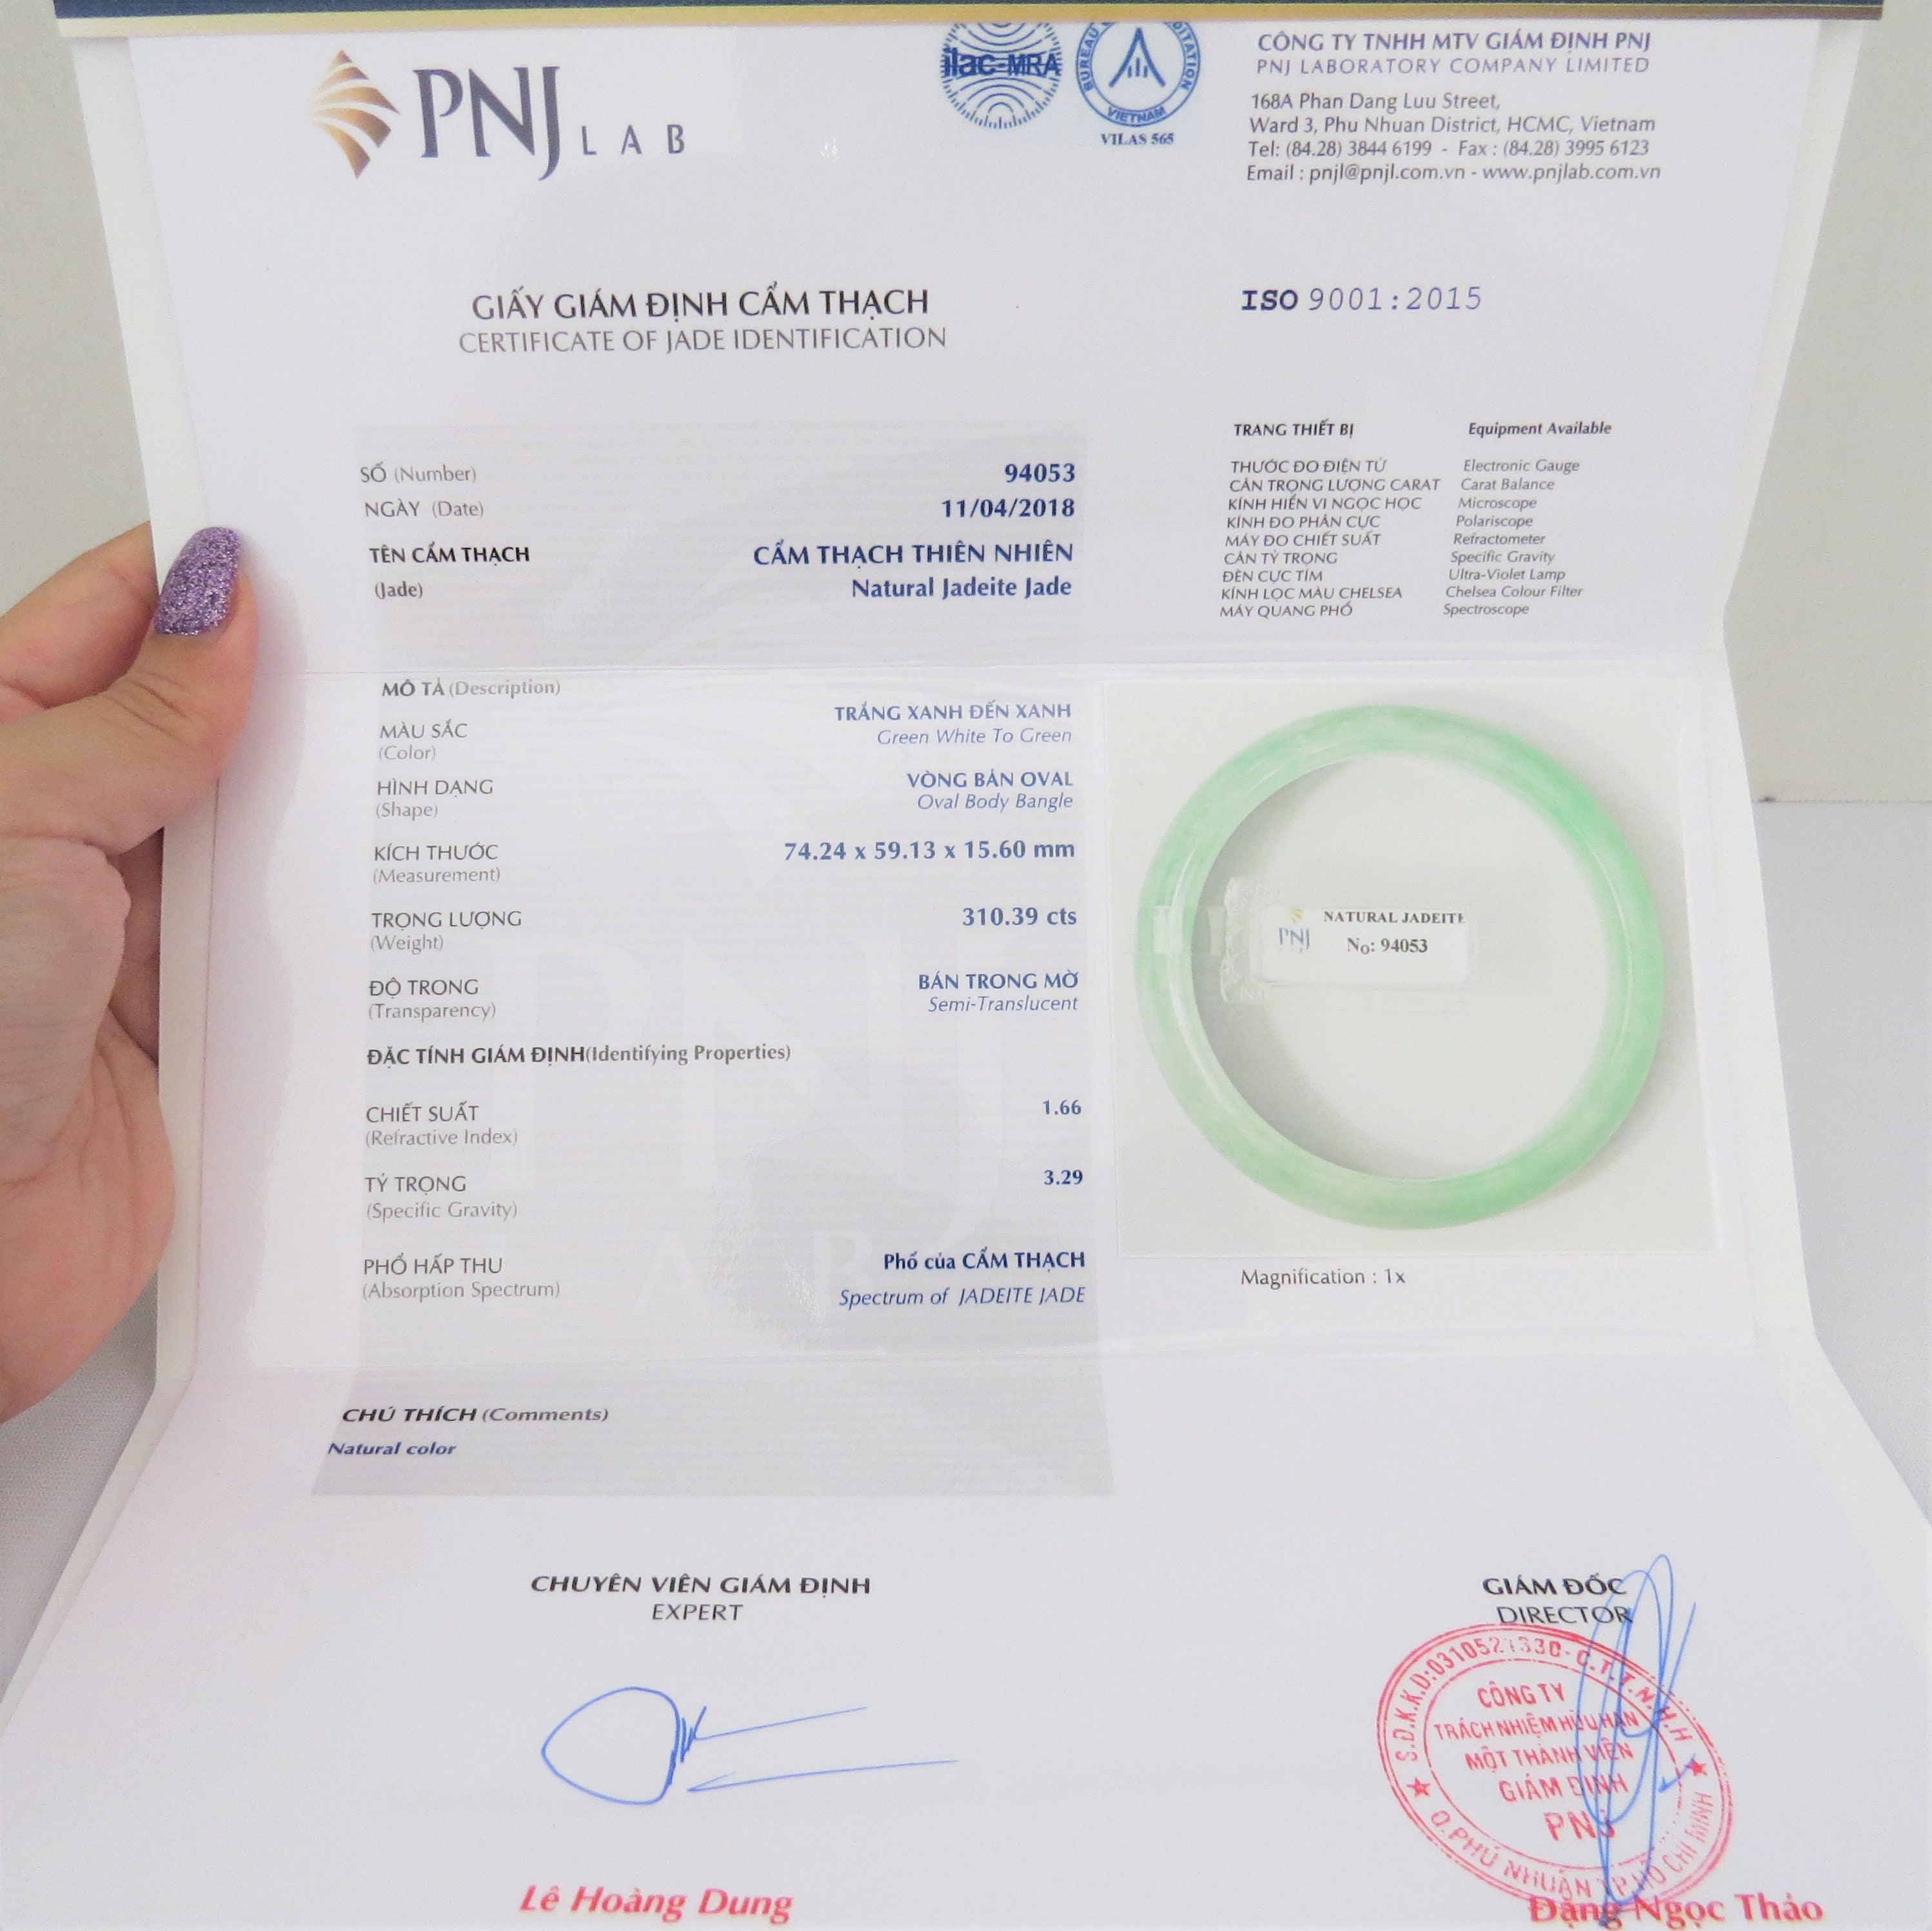 PNJ LAB
ilac-MRA
BUREAU
VIETNAM
VILAS 565
CÔNG TY TNHH MTV GIÁM ĐỊNH PNJ
PNJ LABORATORY COMPANY LIMITED
168A Phan Dang Luu Street,
Ward 3, Phu Nhuan District, HCMC, Vietnam
Tel: (84.28) 3844 6199 - Fax : (84.28) 3995 6123
Email : pnjl@pnjl.com.vn - www.pnjlab.com.vn
GIẤY GIÁM ĐỊNH CẨM THẠCH
CERTIFICATE OF JADE IDENTIFICATION
ISO 9001:2015
SỐ (Number) 94053
NGÀY (Date) 11/04/2018
TÊN CẨM THẠCH CẨM THẠCH THIÊN NHIÊN
(Jade) Natural Jadeite Jade
TRANG THIẾT BỊ Equipment Available
THƯỚC ĐO ĐIỆN TỬ Electronic Gauge
CÂN TRỌNG LƯỢNG CARAT Carat Balance
KÍNH HIỂN VI NGỌC HỌC Microscope
KÍNH ĐO PHÂN CỰC Polariscope
MÁY ĐO CHIẾT SUẤT Refractometer
CÂN TỶ TRỌNG Specific Gravity
ĐÈN CỰC TÍM Ultra-Violet Lamp
KÍNH LỌC MÀU CHELSEA Chelsea Colour Filter
MÁY QUANG PHỔ Spectroscope
MÔ TẢ (Description)
MÀU SẮC TRẮNG XANH ĐẾN XANH
(Color) Green White To Green
HÌNH DẠNG VÒNG BẢN OVAL
(Shape) Oval Body Bangle
KÍCH THƯỚC 74.24 x 59.13 x 15.60 mm
(Measurement)
TRỌNG LƯỢNG 310.39 cts
(Weight)
ĐỘ TRONG BÁN TRONG MỜ
(Transparency) Semi-Translucent
ĐẶC TÍNH GIÁM ĐỊNH(Identifying Properties)
CHIẾT SUẤT 1.66
(Refractive Index)
TỶ TRỌNG 3.29
(Specific Gravity)
PHỔ HẤP THU Phổ của CẨM THẠCH
(Absorption Spectrum) Spectrum of JADEITE JADE
PNJ
NATURAL JADEITE
No: 94053
Magnification : 1x
CHÚ THÍCH (Comments)
Natural color
CHUYÊN VIÊN GIÁM ĐỊNH
EXPERT
Lê Hoàng Dung
GIÁM ĐỐC
DIRECTOR
CÔNG TY
TRÁCH NHIỆM HỮU HẠN
MỘT THÀNH VIÊN
GIÁM ĐỊNH
PNJ
Q.PHÚ NHUẬN TP.HỒ CHÍ MINH
Đặng Ngọc Thảo